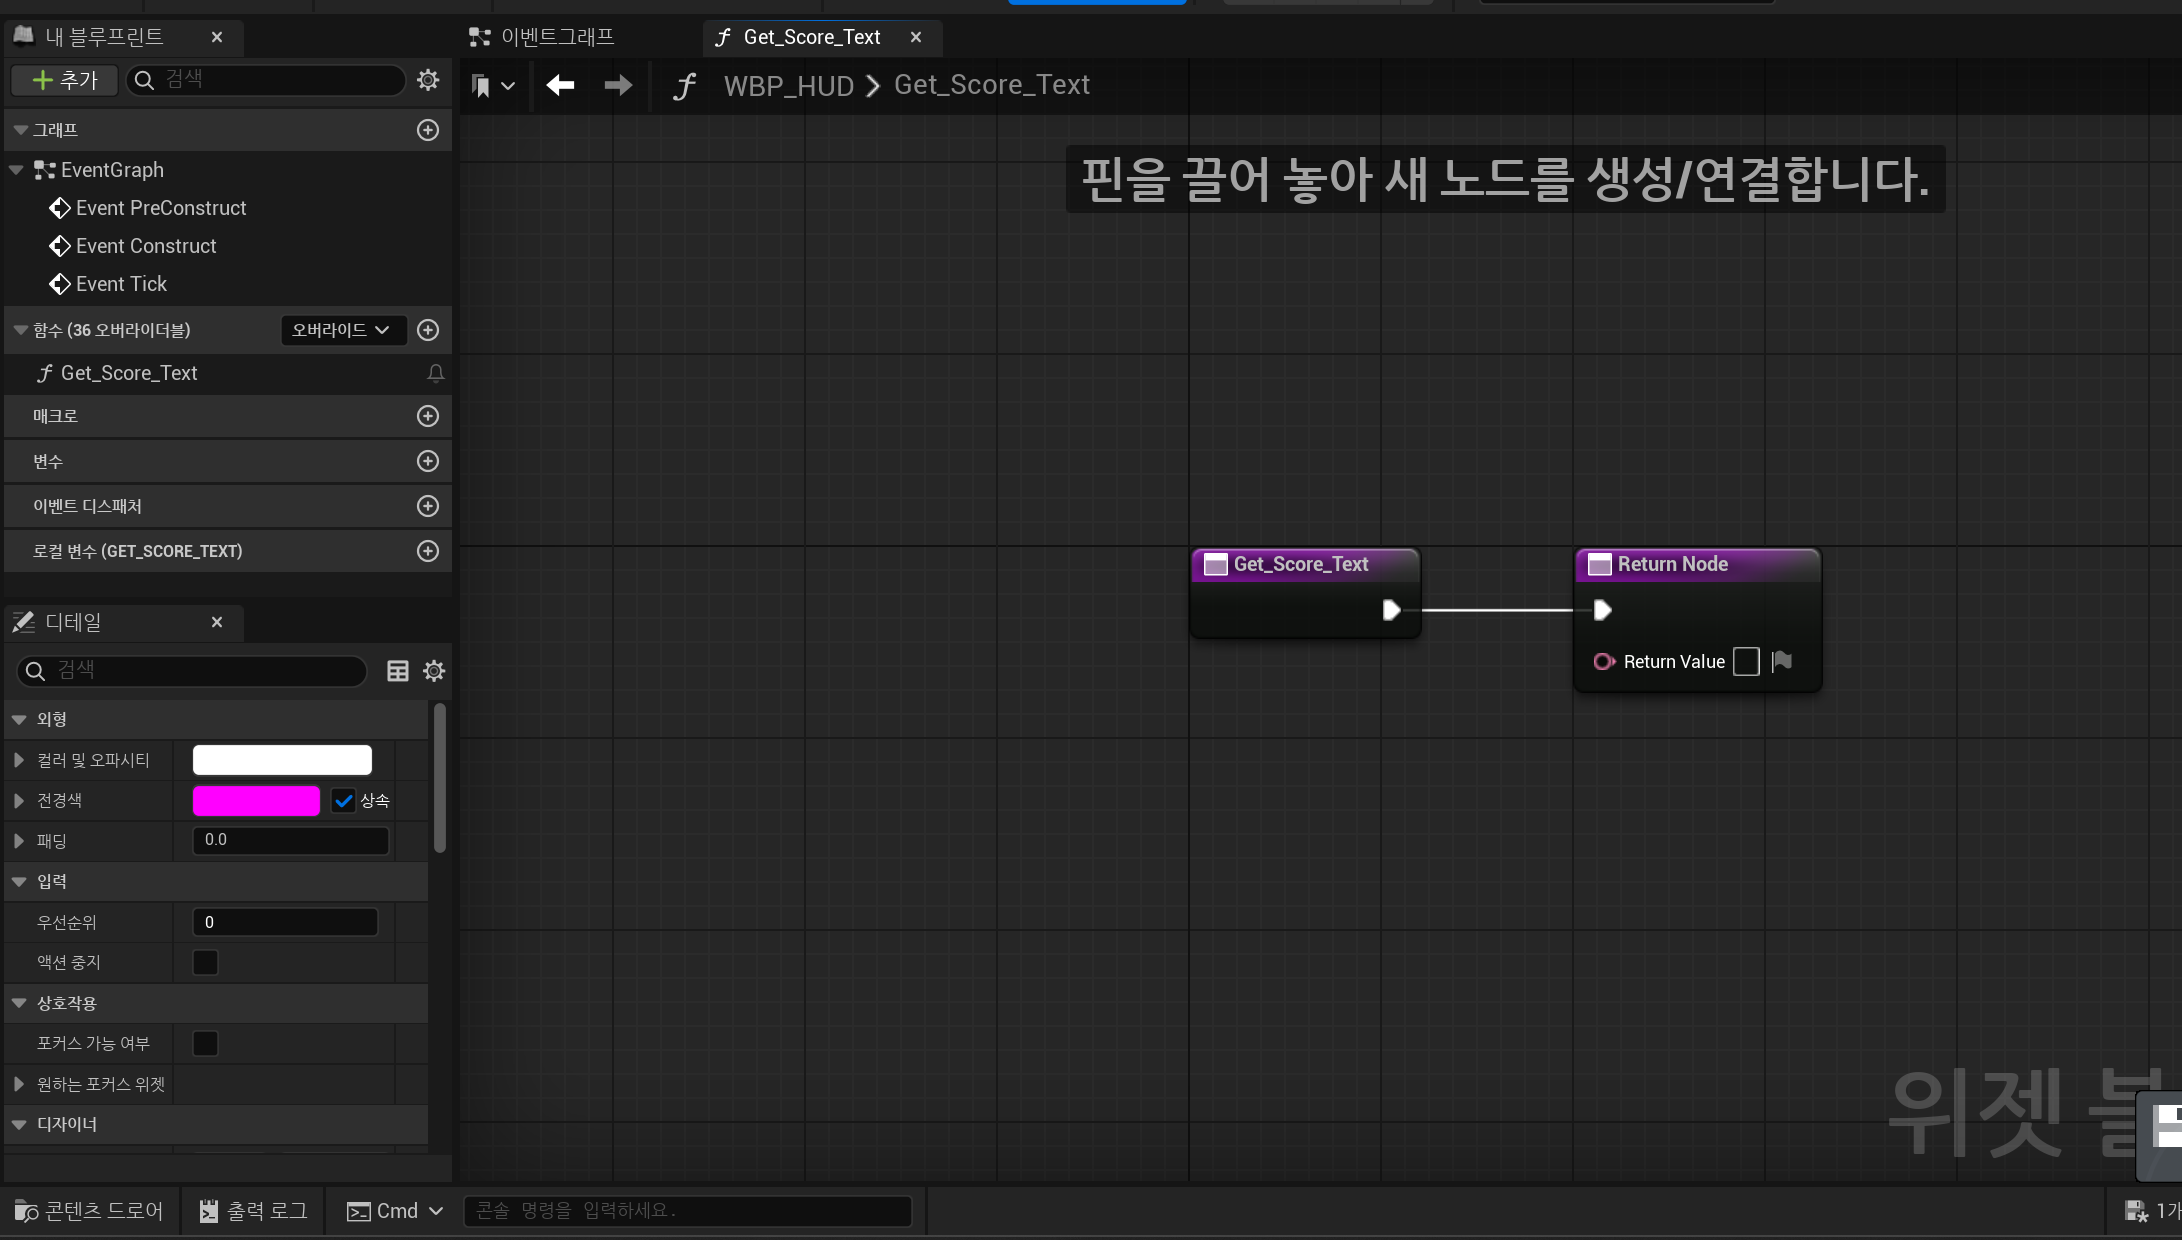 내 블루프린트
이벤트그래프
Get_Score_Text
추가
검색
WBP_HUD
Get_Score_Text
그래프
핀을 끌어 놓아 새 노드를 생성/연결합니다.
EventGraph
Event PreConstruct
Event Construct
Event Tick
함수 (36 오버라이더블)
오버라이드
Get_Score_Text
매크로
변수
이벤트 디스패처
로컬 변수 (GET_SCORE_TEXT)
Get_Score_Text
Return Node
Return Value
디테일
검색
외형
컬러 및 오파시티
전경색
상속
패딩
0.0
입력
우선순위
0
액션 중지
상호작용
포커스 가능 여부
원하는 포커스 위젯
디자이너
위젯 블
콘텐츠 드로어
출력 로그
Cmd
콘솔 명령을 입력하세요.